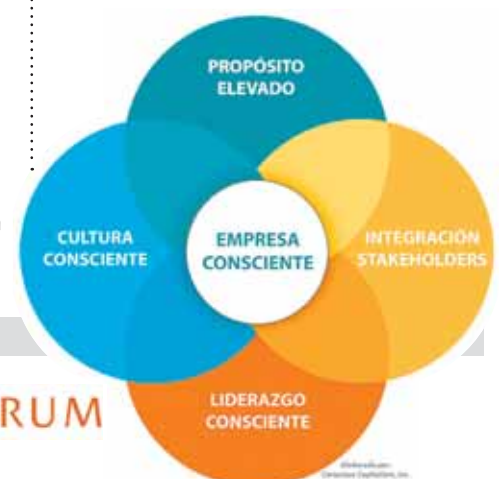 PROPÓSITO
ELEVADO
CULTURA
CONSCIENTE
EMPRESA
CONSCIENTE
INTEGRACIÓN
STAKEHOLDERS
LIDERAZGO
CONSCIENTE
RUM